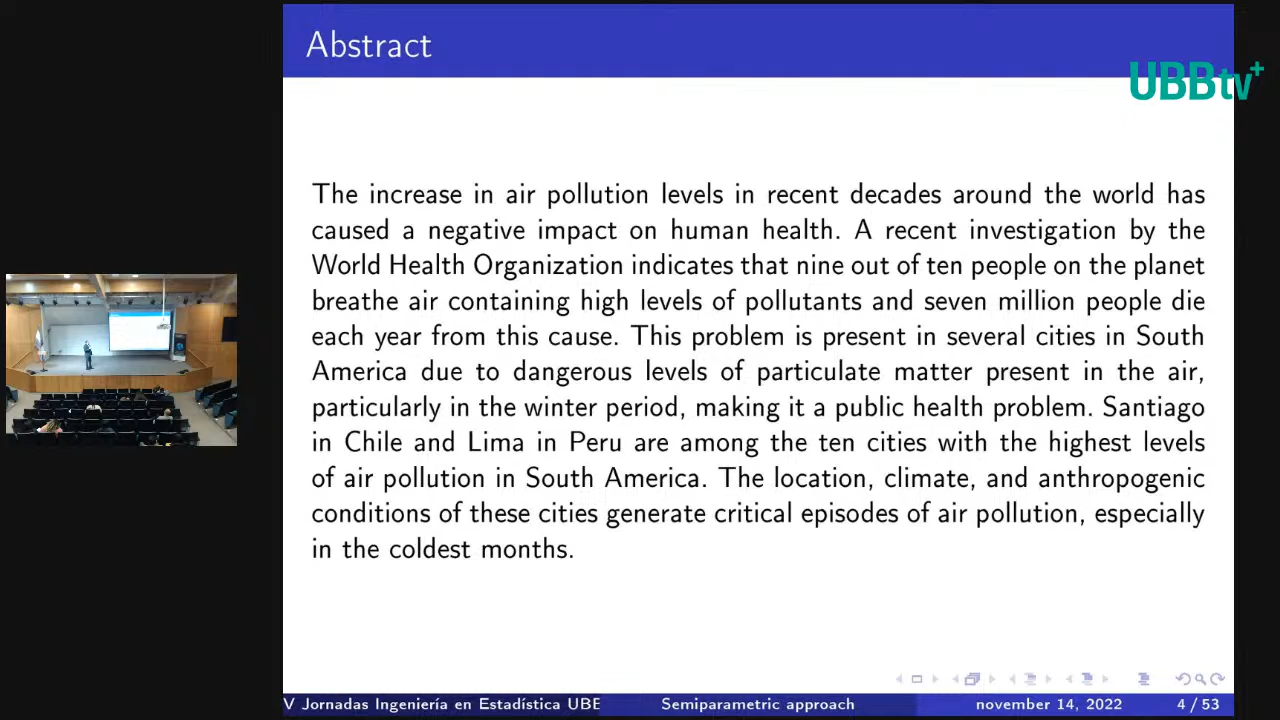 Abstract
UBBtv+
The increase in air pollution levels in recent decades around the world has
caused a negative impact on human health. A recent investigation by the
World Health Organization indicates that nine out of ten people on the planet
breathe air containing high levels of pollutants and seven million people die
each year from this cause. This problem is present in several cities in South
America due to dangerous levels of particulate matter present in the air,
particularly in the winter period, making it a public health problem. Santiago
in Chile and Lima in Peru are among the ten cities with the highest levels
of air pollution in South America. The location, climate, and anthropogenic
conditions of these cities generate critical episodes of air pollution, especially
in the coldest months.
V Jornadas Ingeniería en Estadística UBE Semiparametric approach november 14, 2022 4 / 53